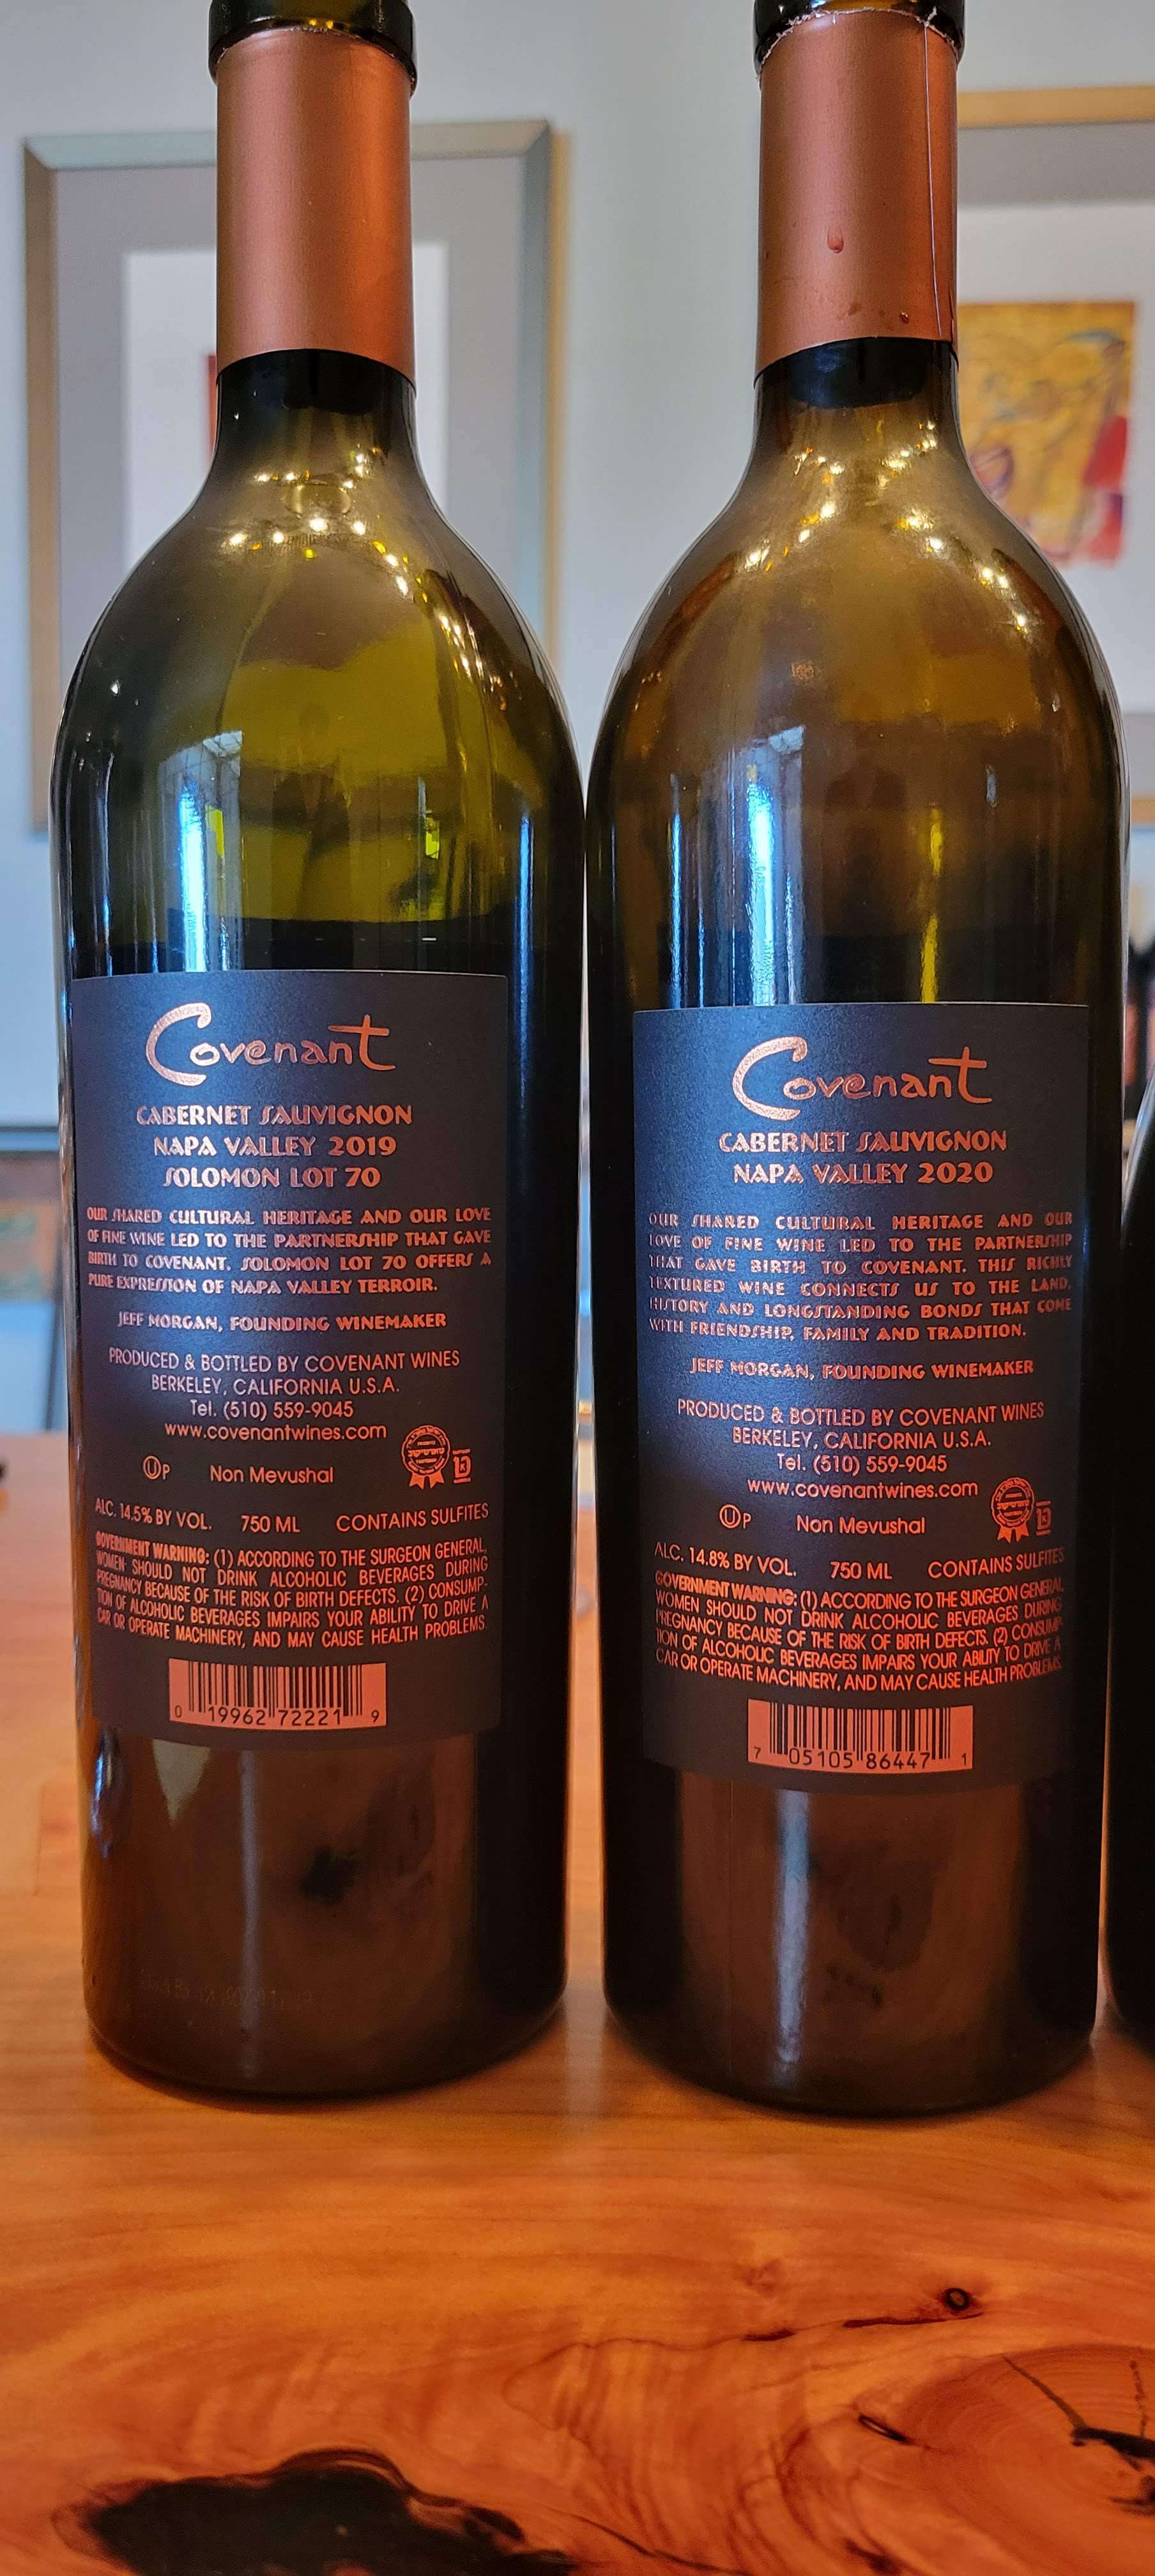 Covenant
CABERNET SAUVIGNON
NAPA VALLEY 2019
SOLOMON LOT 70
OUR SHARED CULTURAL HERITAGE AND OUR LOVE
OF FINE WINE LED TO THE PARTNERSHIP THAT GAVE
BIRTH TO COVENANT. SOLOMON LOT 70 OFFERS A
PURE EXPRESSION OF NAPA VALLEY TERROIR.
JEFF MORGAN, FOUNDING WINEMAKER
PRODUCED & BOTTLED BY COVENANT WINES
BERKELEY, CALIFORNIA U.S.A.
Tel. (510) 559-9045
www.covenantwines.com
UP Non Mevushal
ALC. 14.5% BY VOL. 750 ML CONTAINS SULFITES
GOVERNMENT WARNING: (1) ACCORDING TO THE SURGEON GENERAL,
WOMEN SHOULD NOT DRINK ALCOHOLIC BEVERAGES DURING
PREGNANCY BECAUSE OF THE RISK OF BIRTH DEFECTS. (2) CONSUMP-
TION OF ALCOHOLIC BEVERAGES IMPAIRS YOUR ABILITY TO DRIVE A
CAR OR OPERATE MACHINERY, AND MAY CAUSE HEALTH PROBLEMS.
0 19962 72221 9
Covenant
CABERNET SAUVIGNON
NAPA VALLEY 2020
OUR SHARED CULTURAL HERITAGE AND OUR
LOVE OF FINE WINE LED TO THE PARTNERSHIP
THAT GAVE BIRTH TO COVENANT. THIS RICHLY
TEXTURED WINE CONNECTS US TO THE LAND,
HISTORY AND LONGSTANDING BONDS THAT COME
WITH FRIENDSHIP, FAMILY AND TRADITION.
JEFF MORGAN, FOUNDING WINEMAKER
PRODUCED & BOTTLED BY COVENANT WINES
BERKELEY, CALIFORNIA U.S.A.
Tel. (510) 559-9045
www.covenantwines.com
UP Non Mevushal
ALC. 14.8% BY VOL. 750 ML CONTAINS SULFITES
GOVERNMENT WARNING: (1) ACCORDING TO THE SURGEON GENERAL,
WOMEN SHOULD NOT DRINK ALCOHOLIC BEVERAGES DURING
PREGNANCY BECAUSE OF THE RISK OF BIRTH DEFECTS. (2) CONSUMP-
TION OF ALCOHOLIC BEVERAGES IMPAIRS YOUR ABILITY TO DRIVE A
CAR OR OPERATE MACHINERY, AND MAY CAUSE HEALTH PROBLEMS.
7 05105 86447 1